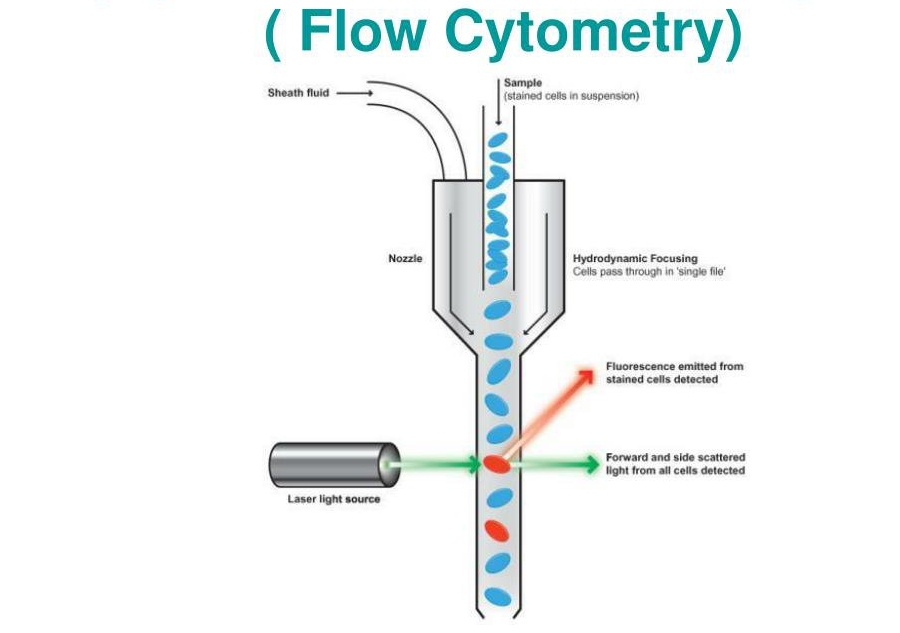 ( Flow Cytometry)
Sheath fluid
Sample
(stained cells in suspension)
Nozzle
Hydrodynamic Focusing
Cells pass through in 'single file'
Fluorescence emitted from
stained cells detected
Forward and side scattered
light from all cells detected
Laser light source